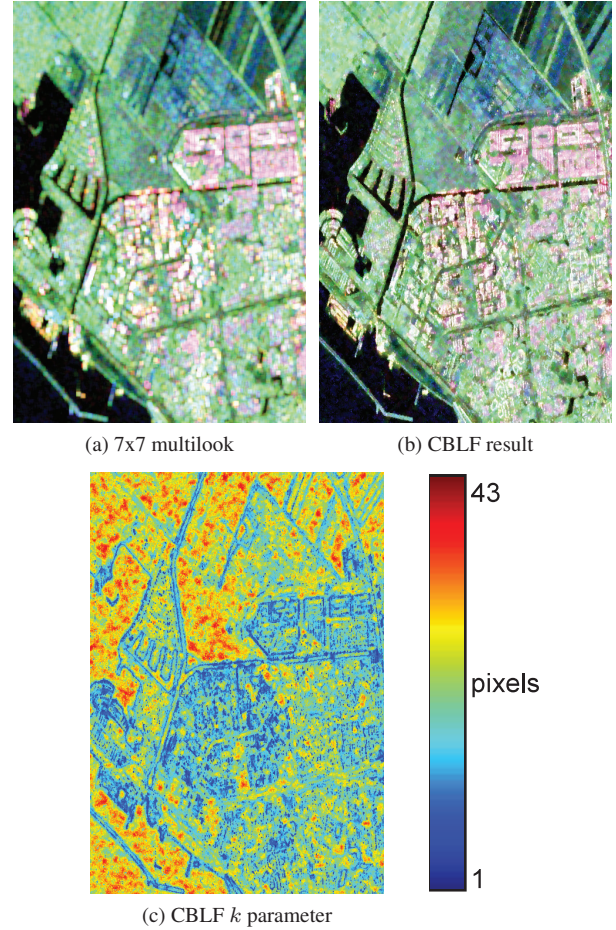 (a) 7x7 multilook
(b) CBLF result
43
pixels
1
(c) CBLF k parameter